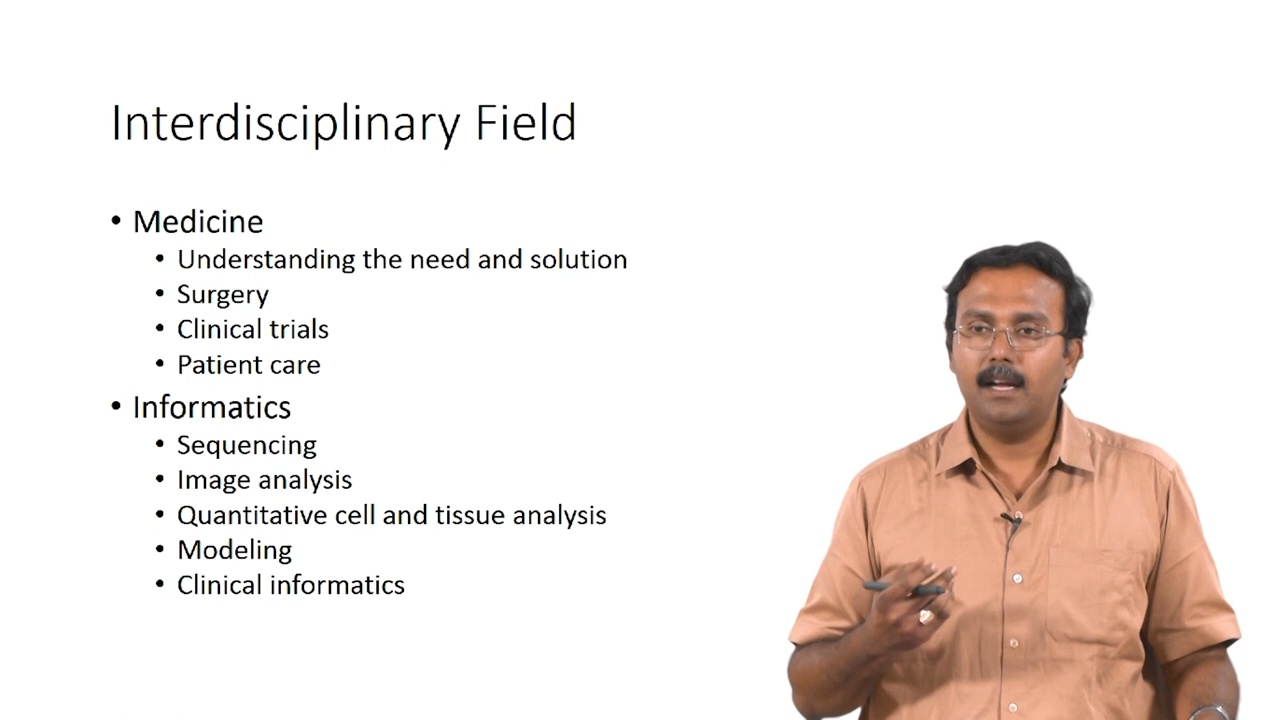 Interdisciplinary Field
• Medicine
• Understanding the need and solution
• Surgery
• Clinical trials
• Patient care
• Informatics
• Sequencing
• Image analysis
• Quantitative cell and tissue analysis
• Modeling
• Clinical informatics